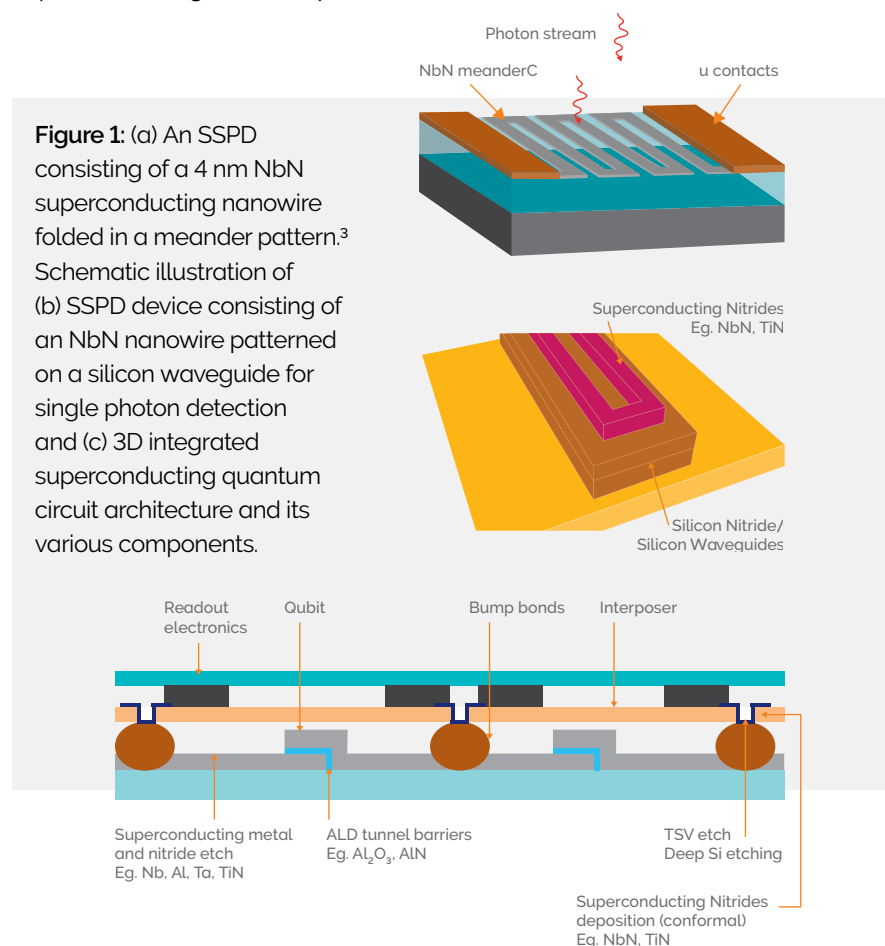 Photon stream
NbN meanderC
u contacts
Figure 1: (a) An SSPD
consisting of a 4 nm NbN
superconducting nanowire
folded in a meander pattern.³
Schematic illustration of
(b) SSPD device consisting of
an NbN nanowire patterned
on a silicon waveguide for
single photon detection
and (c) 3D integrated
superconducting quantum
circuit architecture and its
various components.
Superconducting Nitrides
Eg. NbN, TiN
Silicon Nitride/
Silicon Waveguides
Readout
electronics
Qubit
Bump bonds
Interposer
Superconducting metal
and nitride etch
Eg. Nb, Al, Ta, TiN
ALD tunnel barriers
Eg. Al₂O₃, AlN
TSV etch
Deep Si etching
Superconducting Nitrides
deposition (conformal)
Eg. NbN, TiN